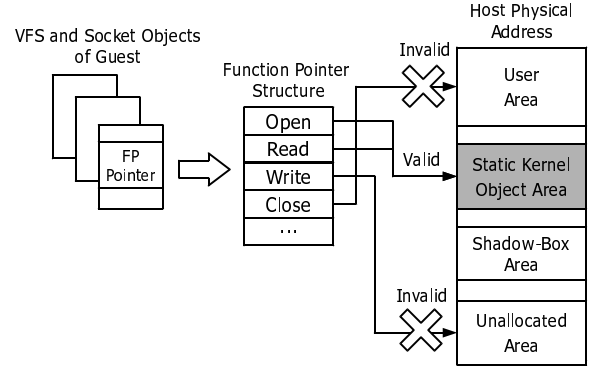 VFS and Socket Objects
of Guest
FP
Pointer
Function Pointer
Structure
Open
Read
Write
Close
...
Invalid
Valid
Invalid
Host Physical
Address
User
Area
Static Kernel
Object Area
Shadow-Box
Area
Unallocated
Area